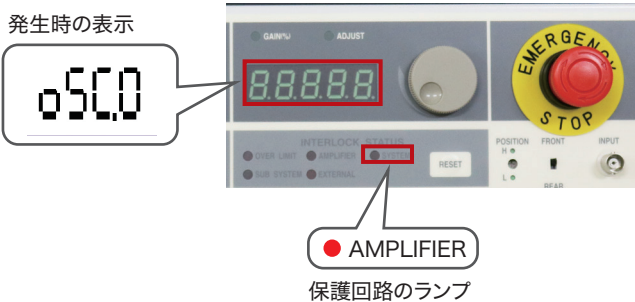 発生時の表示
oSC.0
GAIN(%)
ADJUST
88888.
EMERGENCY
STOP
INTERLOCK STATUS
OVER LIMIT
AMPLIFIER
SYSTEM
RESET
SUB SYSTEM
EXTERNAL
POSITION
H
L
FRONT
REAR
INPUT
AMPLIFIER
保護回路のランプ